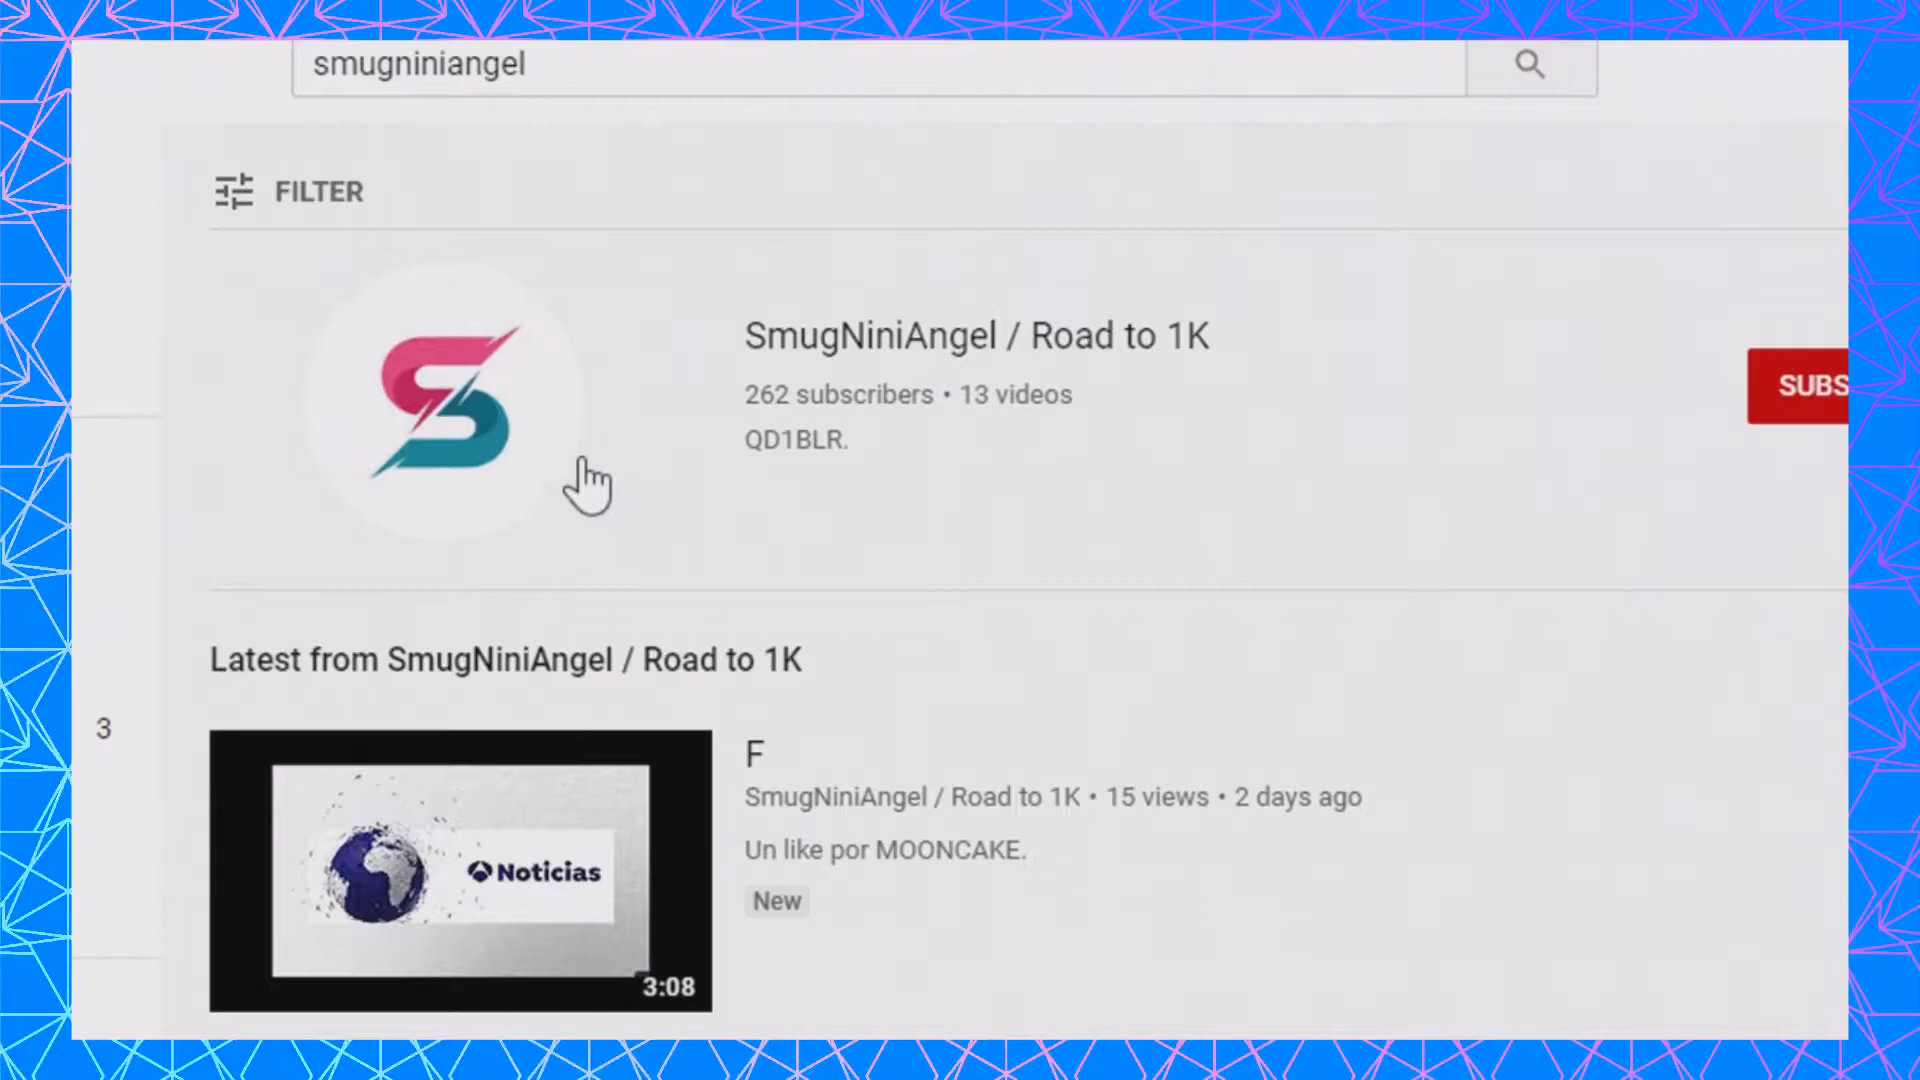 smugniniangel
FILTER
SmugNiniAngel / Road to 1K
262 subscribers • 13 videos
QD1BLR.
SUBS
Latest from SmugNiniAngel / Road to 1K
3
F
SmugNiniAngel / Road to 1K • 15 views • 2 days ago
Un like por MOONCAKE.
New
Noticias
3:08